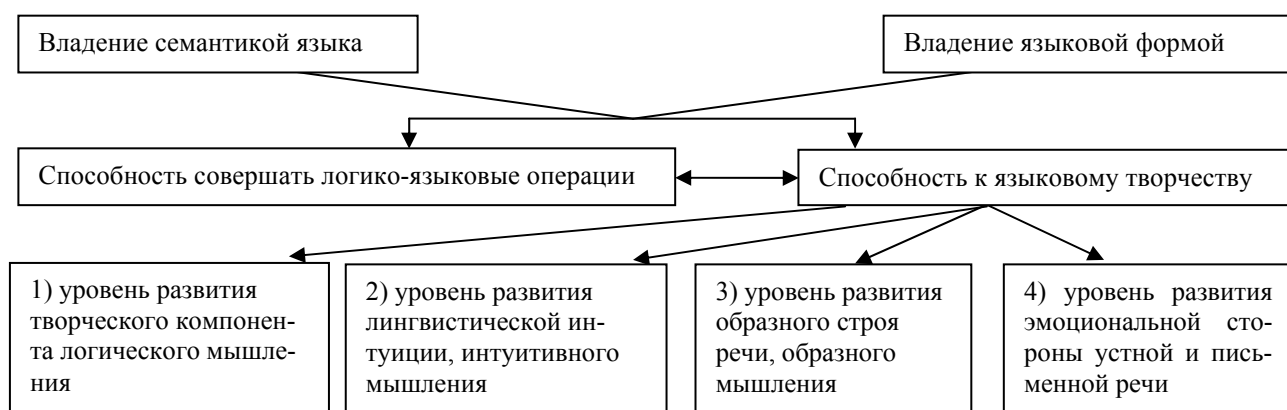 Владение семантикой языка
Владение языковой формой
Способность совершать логико-языковые операции
Способность к языковому творчеству
1) уровень развития
творческого компонен-
та логического мышле-
ния
2) уровень развития
лингвистической ин-
туиции, интуитивного
мышления
3) уровень развития
образного строя
речи, образного
мышления
4) уровень развития
эмоциональной сто-
роны устной и пись-
менной речи